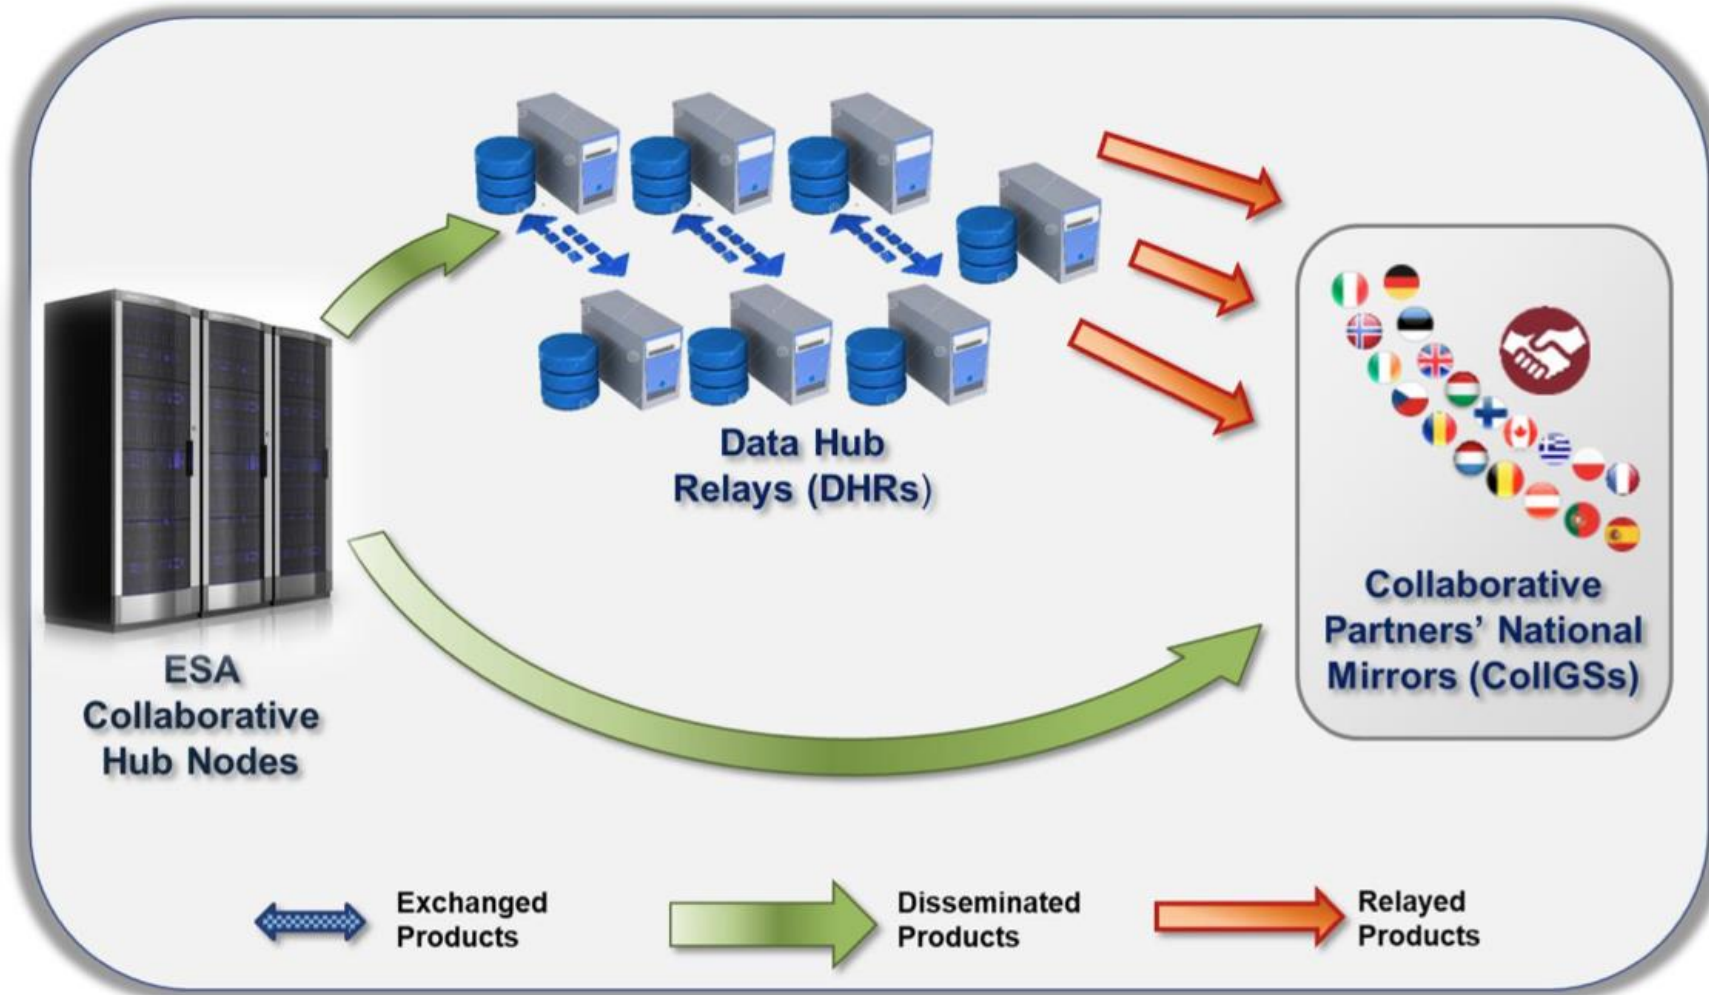 Data Hub
Relays (DHRs)
ESA
Collaborative
Hub Nodes
Collaborative
Partners' National
Mirrors (CollGSs)
Exchanged
Products
Disseminated
Products
Relayed
Products